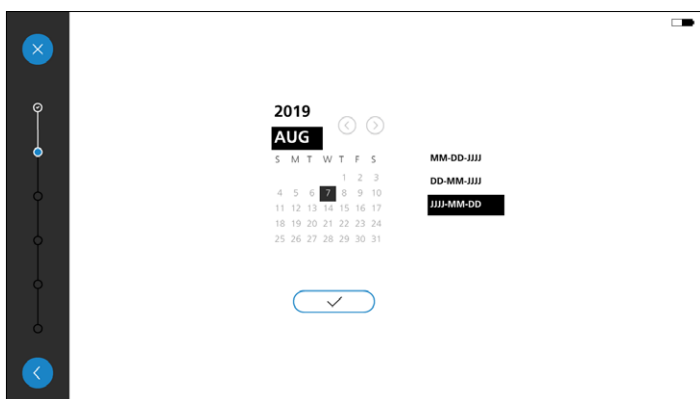 2019
AUG
S M T W T F S
1 2 3
4 5 6 7 8 9 10
11 12 13 14 15 16 17
18 19 20 21 22 23 24
25 26 27 28 29 30 31
MM-DD-JJJJ
DD-MM-JJJJ
JJJJ-MM-DD